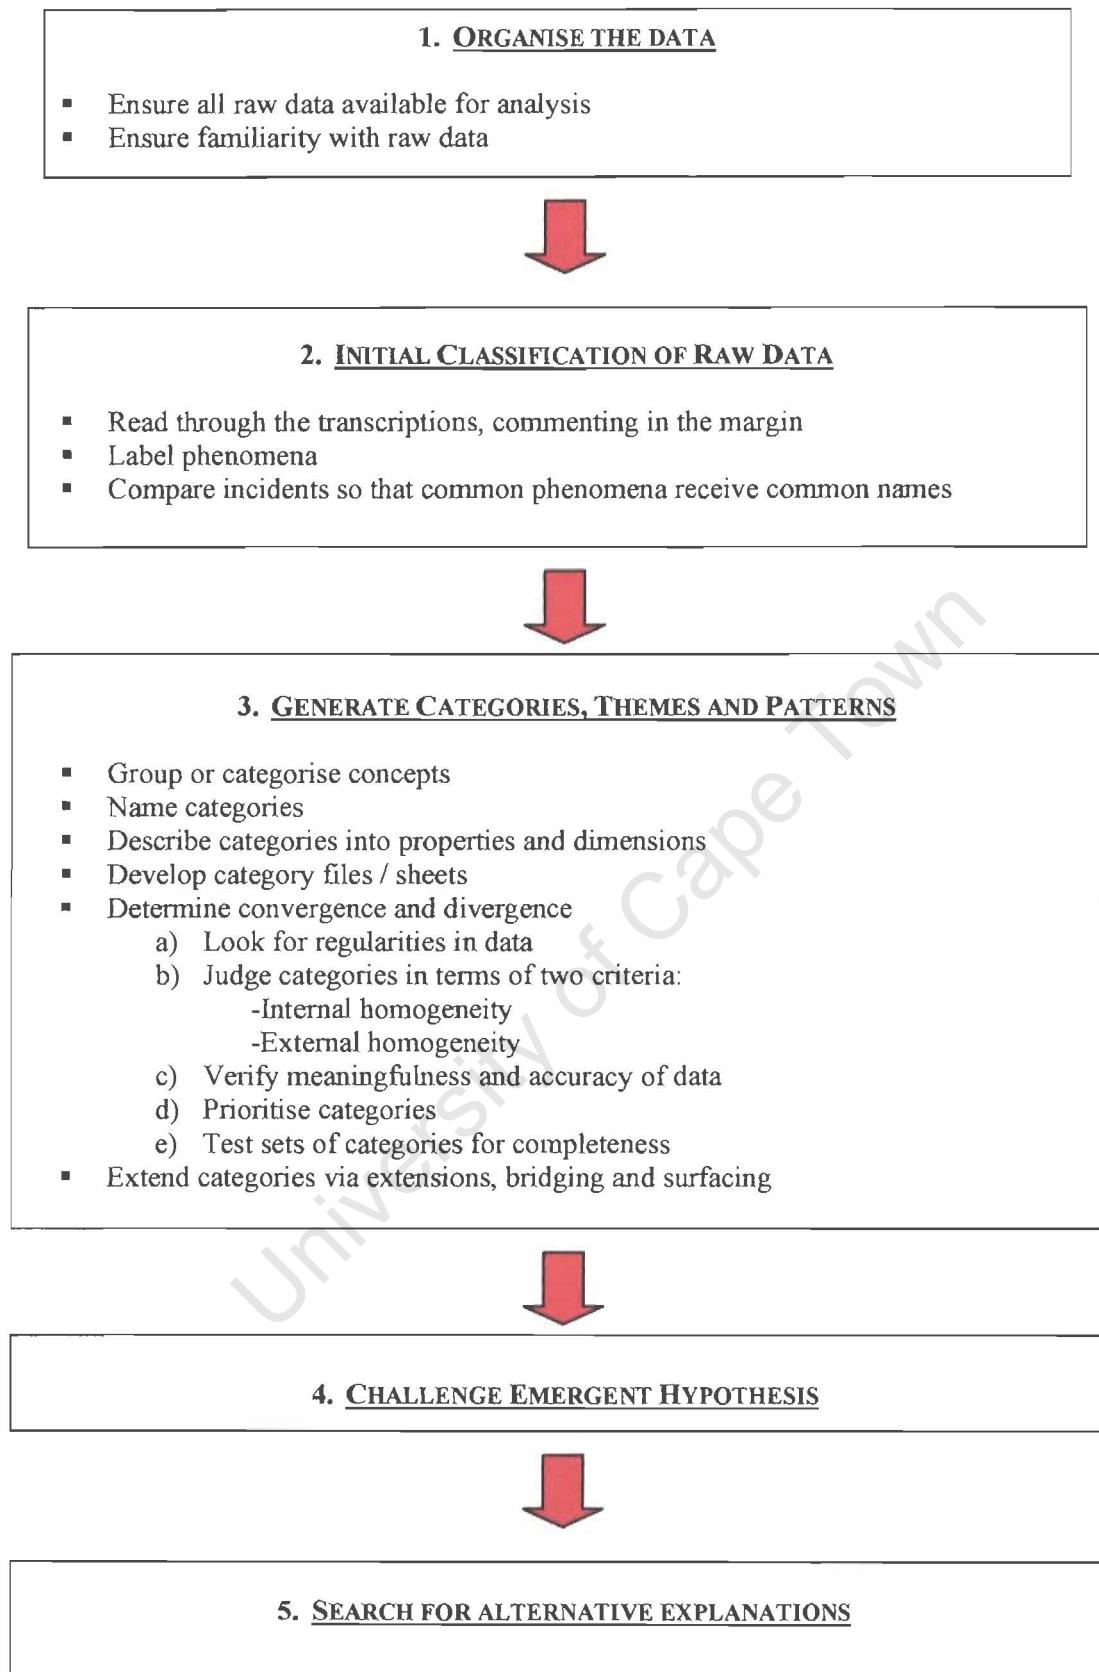 1. ORGANISE THE DATA
▪ Ensure all raw data available for analysis
▪ Ensure familiarity with raw data
2. INITIAL CLASSIFICATION OF RAW DATA
▪ Read through the transcriptions, commenting in the margin
▪ Label phenomena
▪ Compare incidents so that common phenomena receive common names
3. GENERATE CATEGORIES, THEMES AND PATTERNS
▪ Group or categorise concepts
▪ Name categories
▪ Describe categories into properties and dimensions
▪ Develop category files / sheets
▪ Determine convergence and divergence
a) Look for regularities in data
b) Judge categories in terms of two criteria:
-Internal homogeneity
-External homogeneity
c) Verify meaningfulness and accuracy of data
d) Prioritise categories
e) Test sets of categories for completeness
▪ Extend categories via extensions, bridging and surfacing
4. CHALLENGE EMERGENT HYPOTHESIS
5. SEARCH FOR ALTERNATIVE EXPLANATIONS
University of Cape Town